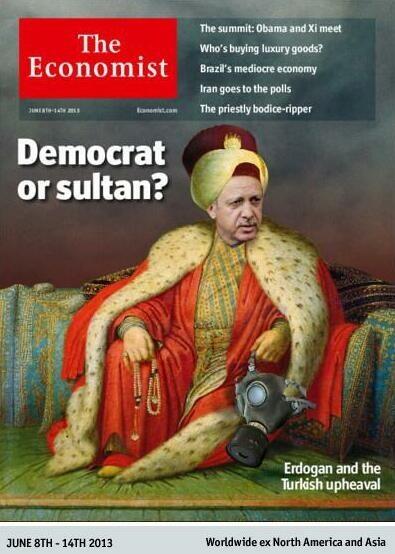 The
Economist
JUNE 8TH-14TH 2013
Economist.com
The summit: Obama and Xi meet
Who's buying luxury goods?
Brazil's mediocre economy
Iran goes to the polls
The priestly bodice-ripper
Democrat
or sultan?
Erdogan and the
Turkish upheaval
JUNE 8TH - 14TH 2013
Worldwide ex North America and Asia